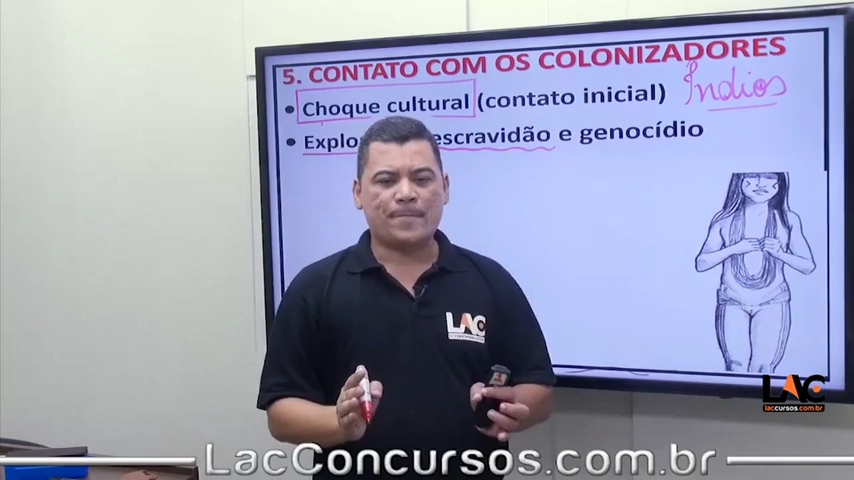 5. CONTATO COM OS COLONIZADORES
• Choque cultural (contato inicial) Índios
• Explo escravidão e genocídio
LAC
LAC
laccursos.com.br
LacConcursos.com.br